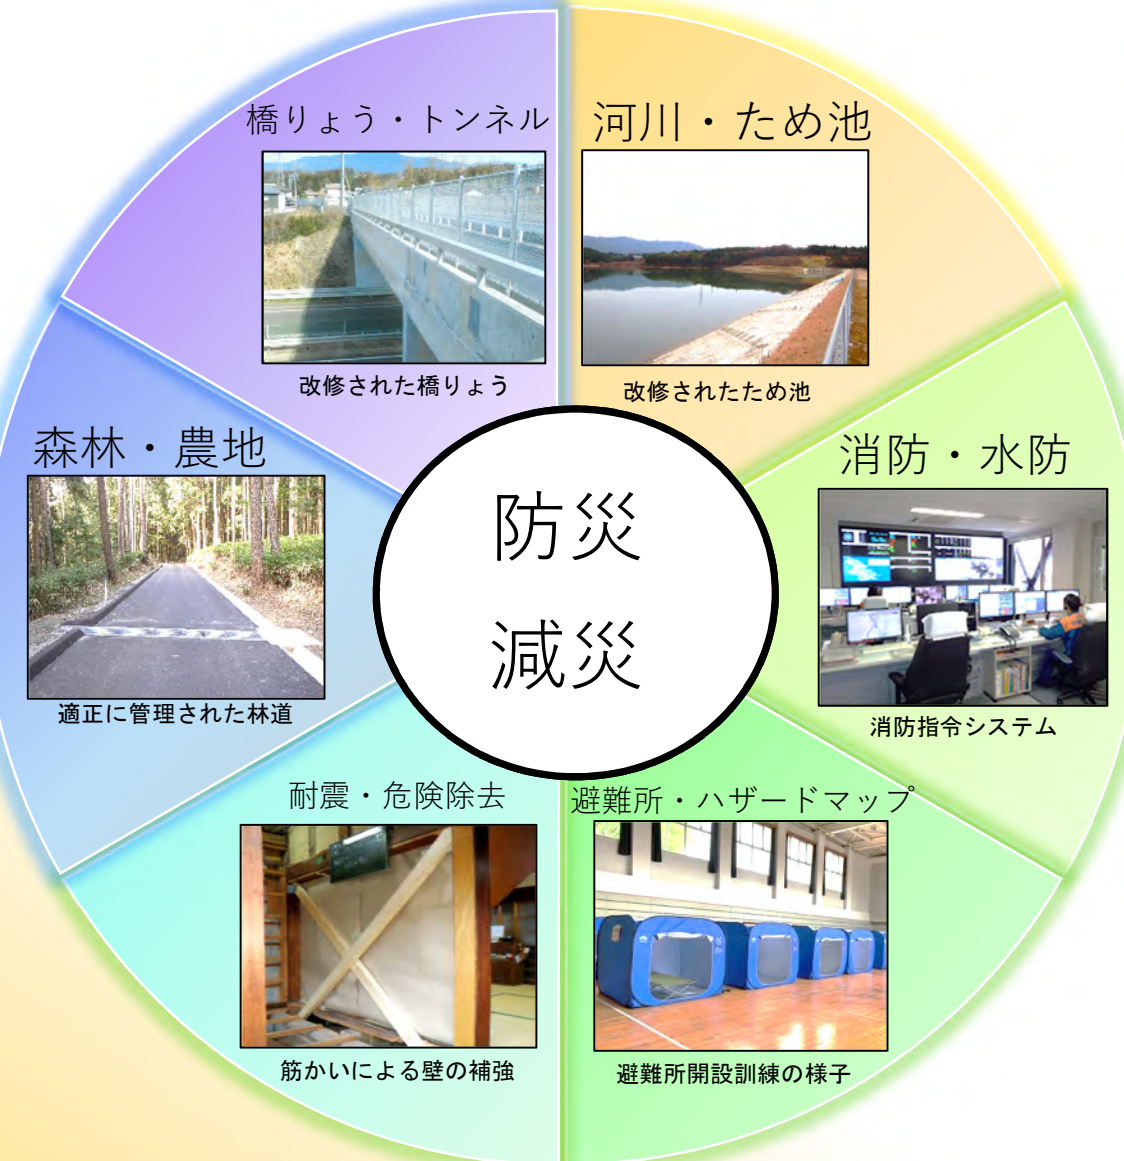 橋りょう・トンネル
改修された橋りょう
河川・ため池
改修されたため池
森林・農地
適正に管理された林道
防災
減災
消防・水防
消防指令システム
耐震・危険除去
筋かいによる壁の補強
避難所・ハザードマップ
避難所開設訓練の様子